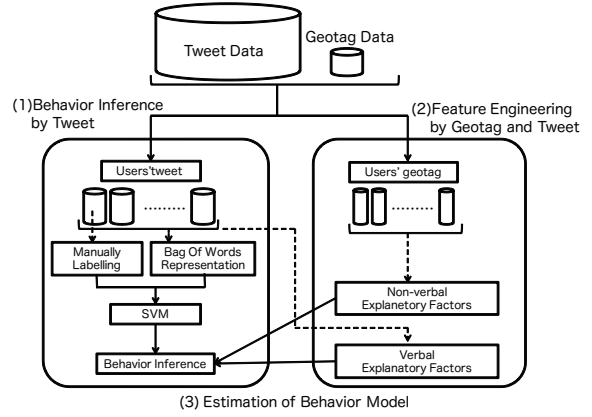 Tweet Data
Geotag Data
(1)Behavior Inference
by Tweet
(2)Feature Engineering
by Geotag and Tweet
Users'tweet
Users' geotag
Manually
Labelling
Bag Of Words
Representation
SVM
Behavior Inference
Non-verbal
Explanetory Factors
Verbal
Explanetory Factors
(3) Estimation of Behavior Model